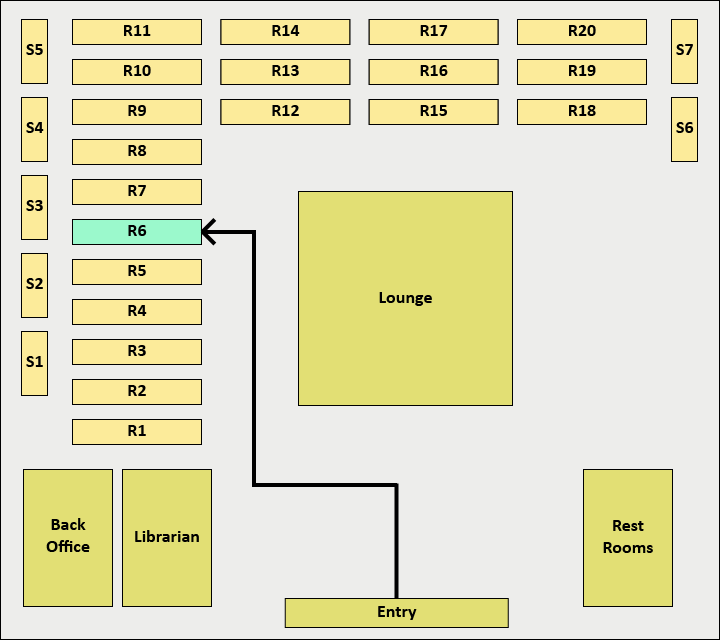 R11
R14
R17
R20
S5
S7
R10
R13
R16
R19
R9
R12
R15
R18
S4
S6
R8
R7
S3
R6
R5
S2
Lounge
R4
R3
S1
R2
R1
Back
Office
Librarian
Rest
Rooms
Entry